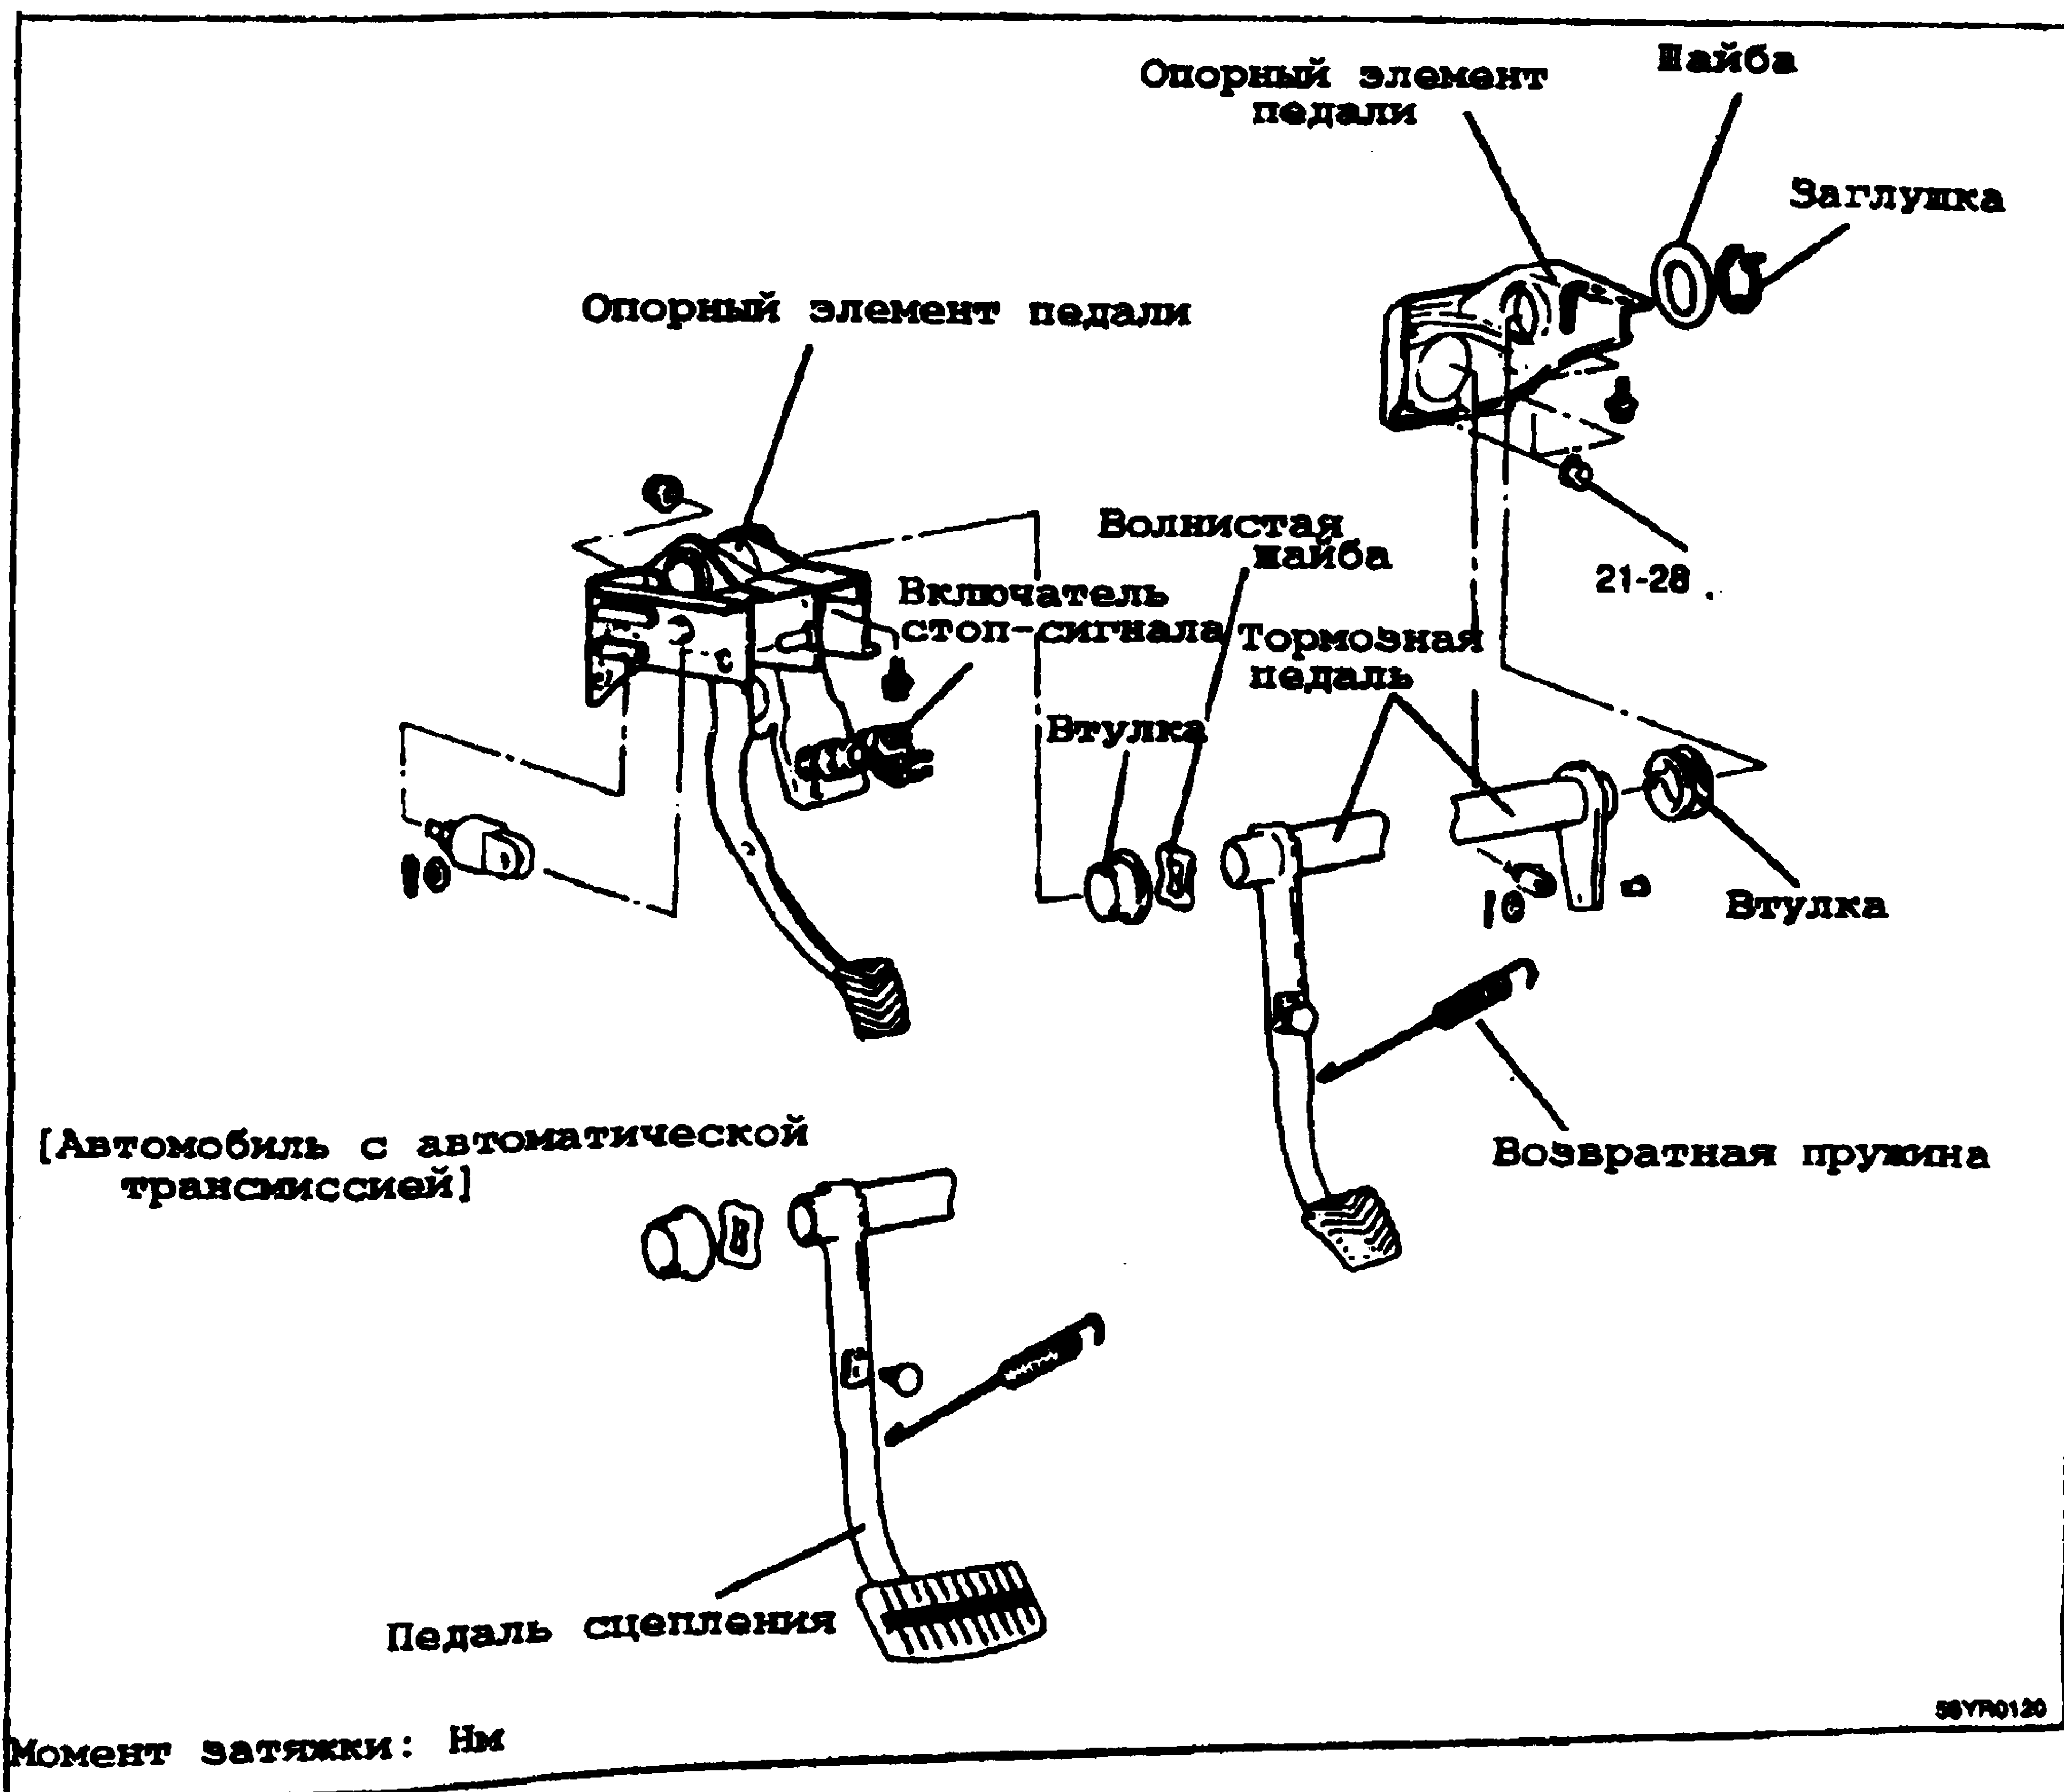 Шайба
Опорный элемент
педали
Заглушка
Опорный элемент педали
Волнистая
шайба
Включатель
стоп-сигнала
21-28
Тормозная
педаль
Втулка
Втулка
[Автомобиль с автоматической
трансмиссией]
Возвратная пружина
Педаль сцепления
58YR0120
Момент затяжки: Нм